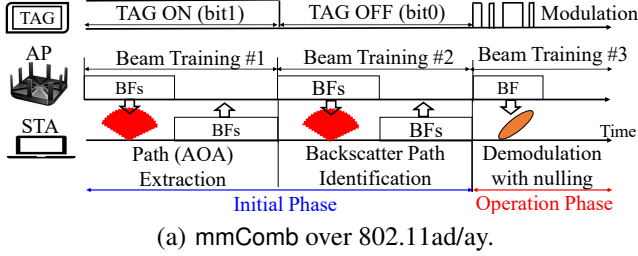 TAG
TAG ON (bit1)
TAG OFF (bit0)
Modulation
AP
Beam Training #1
Beam Training #2
Beam Training #3
BFs
BFs
BF
STA
BFs
BFs
Time
Path (AOA)
Extraction
Backscatter Path
Identification
Demodulation
with nulling
Initial Phase
Operation Phase
(a) mmComb over 802.11ad/ay.